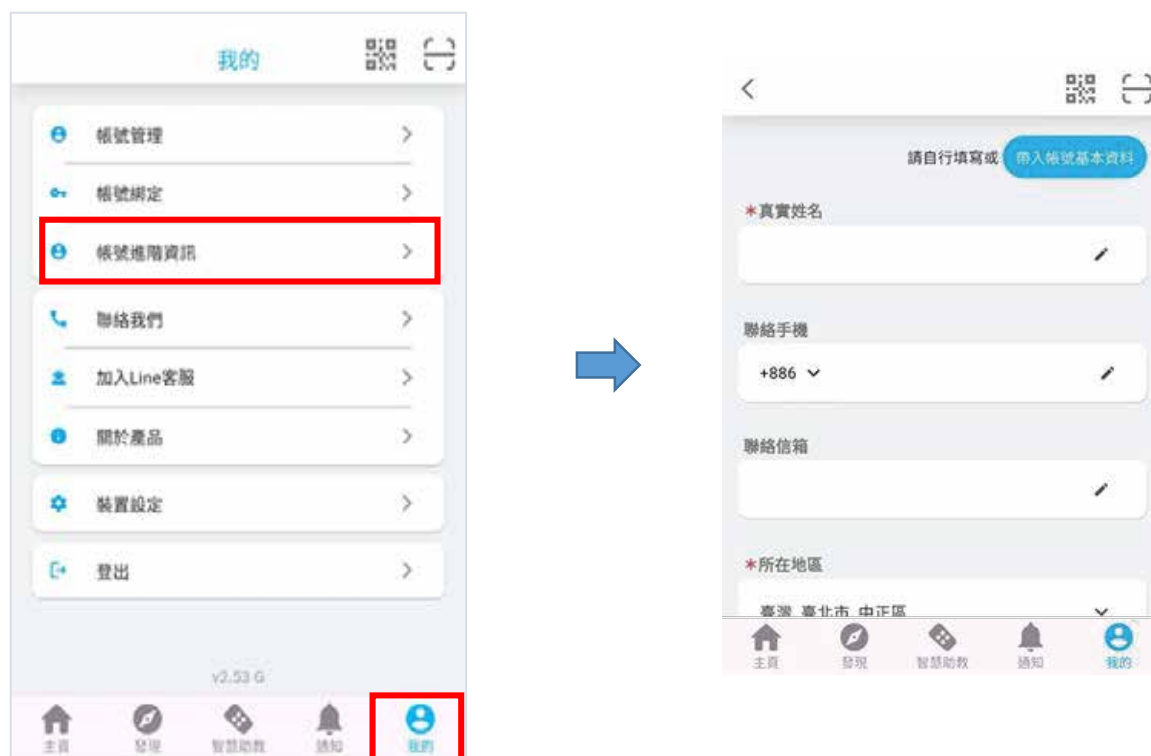 我的
帳號管理
帳號綁定
帳號進階資訊
聯絡我們
加入Line客服
關於產品
裝置設定
登出
v2.53 G
主頁
發現
智慧助教
通知
我的
請自行填寫或 帶入帳號基本資料
*真實姓名
聯絡手機
+886
聯絡信箱
*所在地區
臺灣 臺北市 中正區
主頁
發現
智慧助教
通知
我的